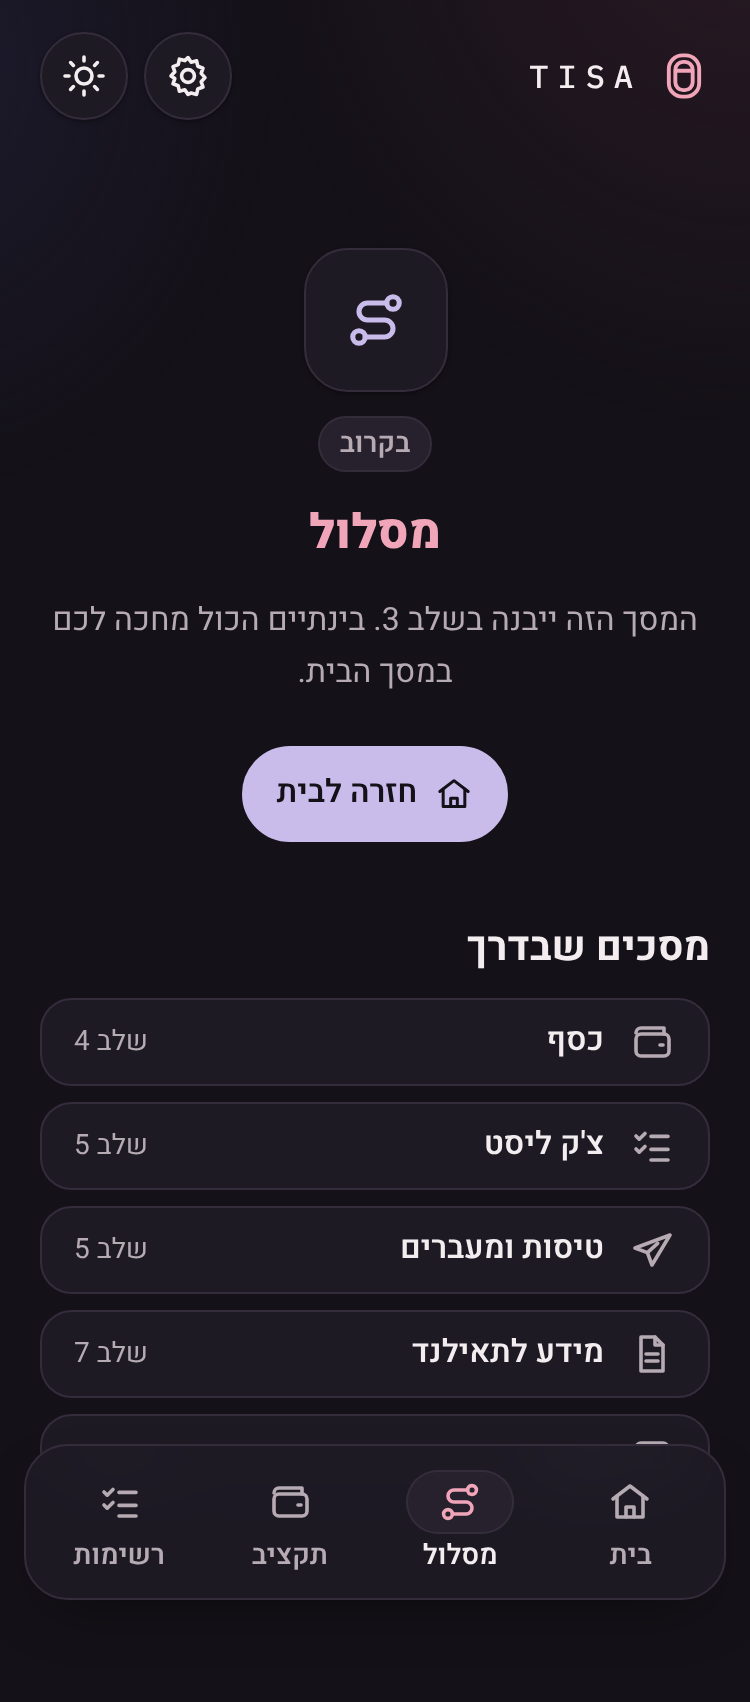 TISA
בקרוב
מסלול
המסך הזה ייבנה בשלב 3. בינתיים הכול מחכה לכם
במסך הבית.
חזרה לבית
מסכים שבדרך
כסף שלב 4
צ'ק ליסט שלב 5
טיסות ומעברים שלב 5
מידע לתאילנד שלב 7
בית מסלול תקציב רשימות